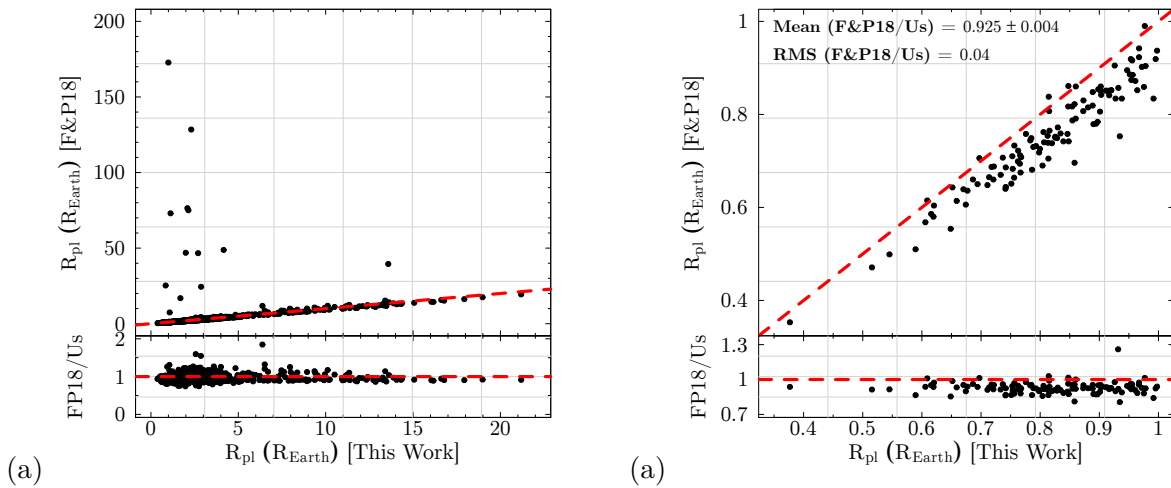 200
150
100
50
0
R_pl (R_Earth) [F&P18]
2
1
0
FP18/Us
0 5 10 15 20
R_pl (R_Earth) [This Work]
(a)
Mean (F&P18/Us) = 0.925 ± 0.004
RMS (F&P18/Us) = 0.04
1
0.8
0.6
0.4
R_pl (R_Earth) [F&P18]
1.3
1
0.7
FP18/Us
0.4 0.5 0.6 0.7 0.8 0.9 1
R_pl (R_Earth) [This Work]
(a)